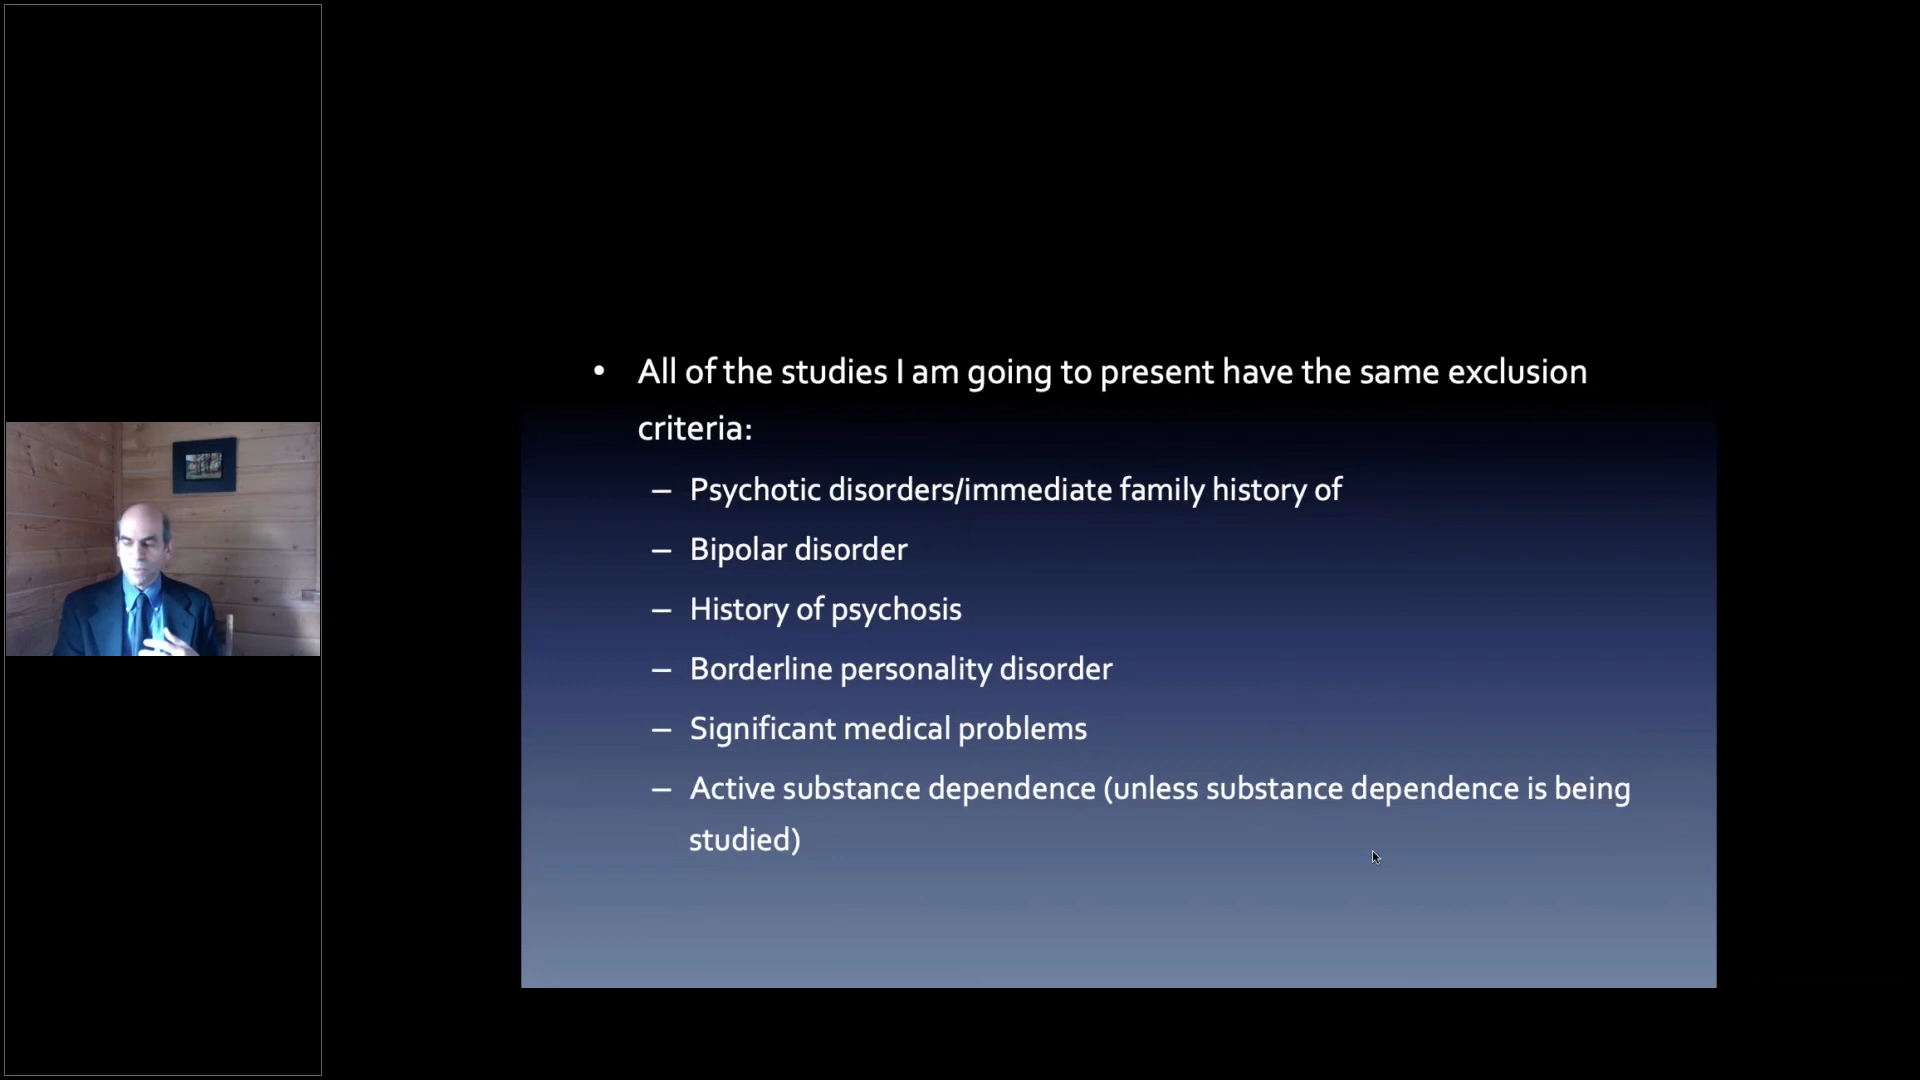 • All of the studies I am going to present have the same exclusion
criteria:
– Psychotic disorders/immediate family history of
– Bipolar disorder
– History of psychosis
– Borderline personality disorder
– Significant medical problems
– Active substance dependence (unless substance dependence is being
studied)